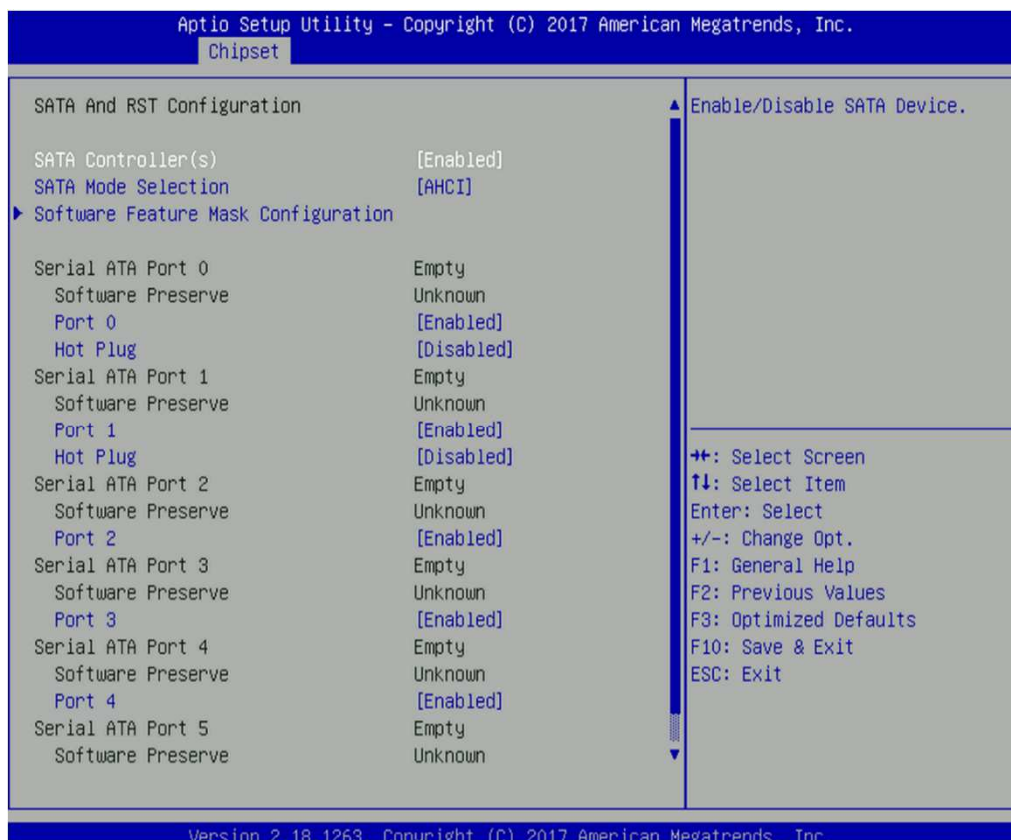 Aptio Setup Utility – Copyright (C) 2017 American Megatrends, Inc.
Chipset
SATA And RST Configuration
SATA Controller(s) [Enabled]
SATA Mode Selection [AHCI]
Software Feature Mask Configuration
Serial ATA Port 0 Empty
Software Preserve Unknown
Port 0 [Enabled]
Hot Plug [Disabled]
Serial ATA Port 1 Empty
Software Preserve Unknown
Port 1 [Enabled]
Hot Plug [Disabled]
Serial ATA Port 2 Empty
Software Preserve Unknown
Port 2 [Enabled]
Serial ATA Port 3 Empty
Software Preserve Unknown
Port 3 [Enabled]
Serial ATA Port 4 Empty
Software Preserve Unknown
Port 4 [Enabled]
Serial ATA Port 5 Empty
Software Preserve Unknown
Enable/Disable SATA Device.
→←: Select Screen
↑↓: Select Item
Enter: Select
+/-: Change Opt.
F1: General Help
F2: Previous Values
F3: Optimized Defaults
F10: Save & Exit
ESC: Exit
Version 2.18.1263. Copyright (C) 2017 American Megatrends, Inc.